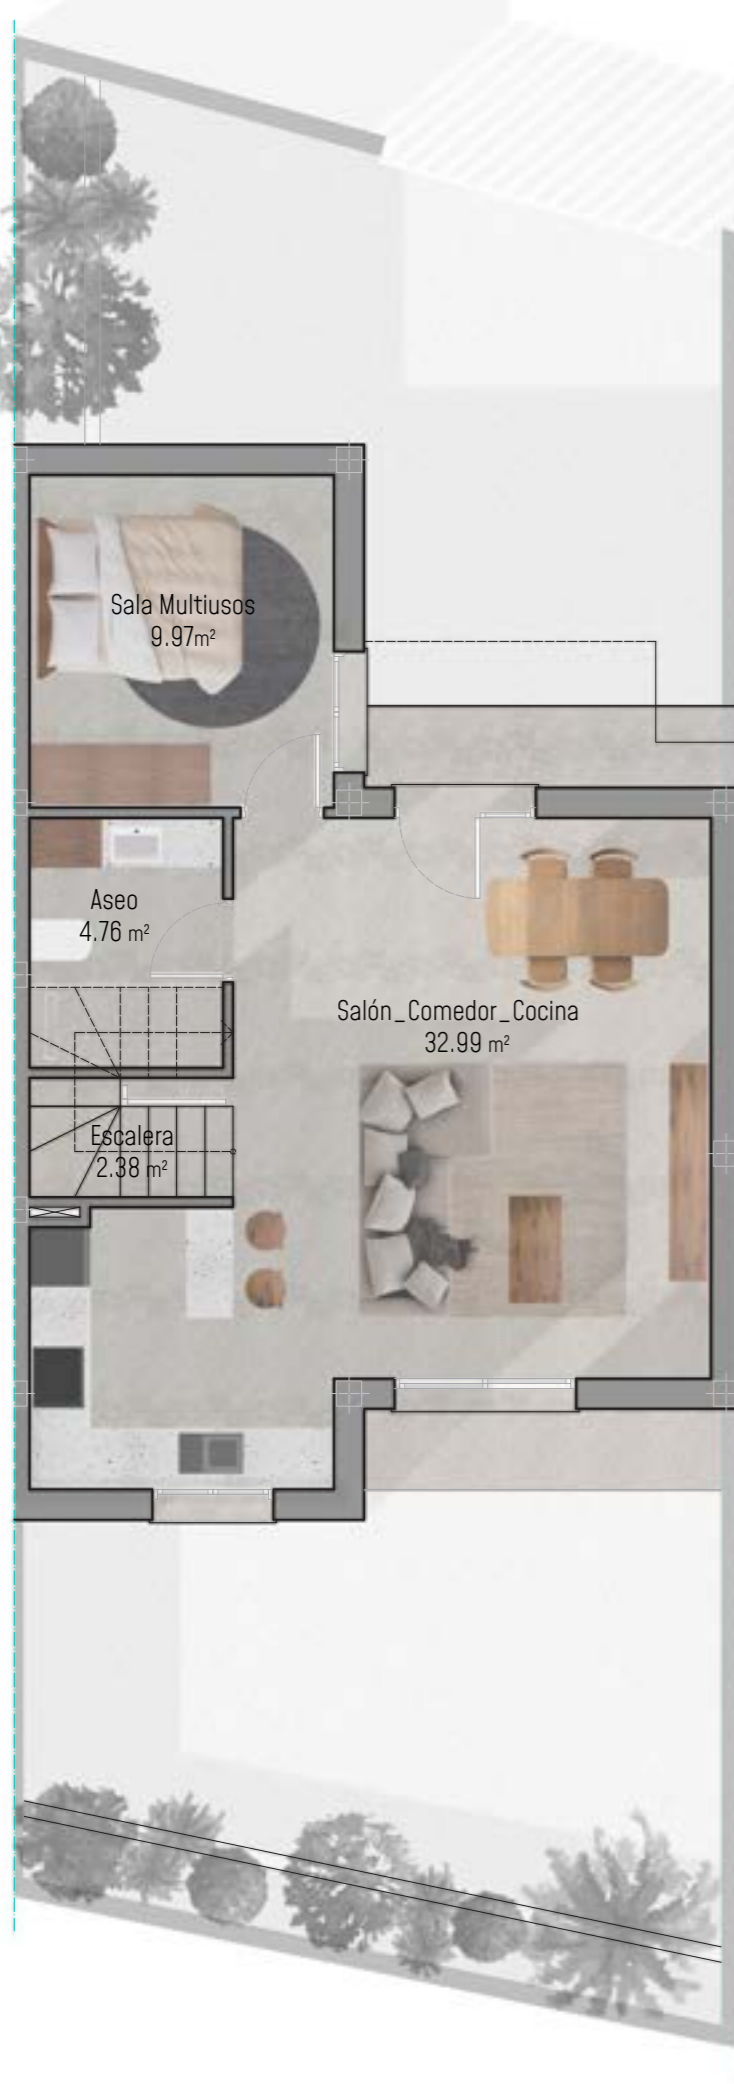 Sala Multiusos
9.97m²
Aseo
4.76 m²
Salón_Comedor_Cocina
32.99 m²
Escalera
2.38 m²